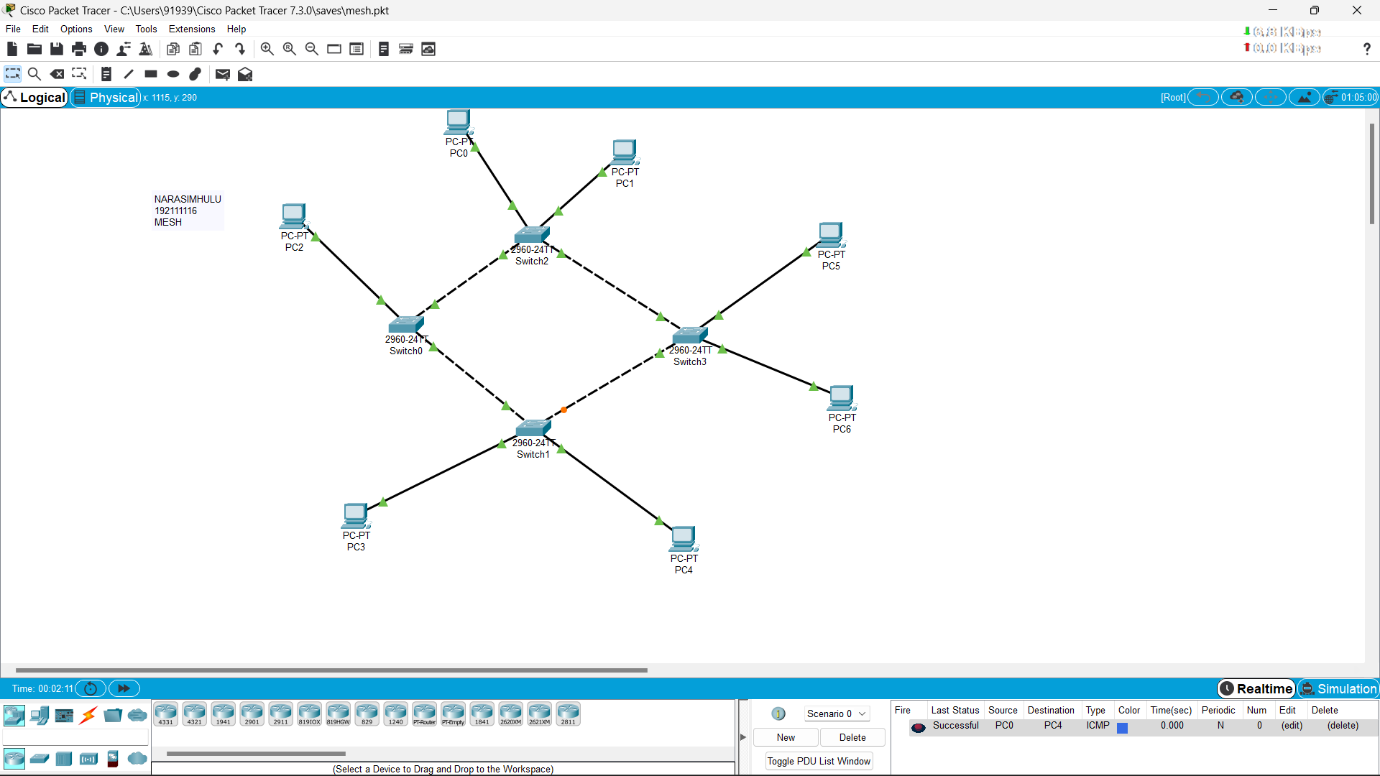 Cisco Packet Tracer - C:\Users\91939\Cisco Packet Tracer 7.3.0\saves\mesh.pkt
File Edit Options View Tools Extensions Help
Logical Physical x: 1115, y: 290 [Root] 01:05:00
PC-PT
PC0
PC-PT
PC1
NARASIMHULU
192111116
MESH
PC-PT
PC2
2960-24TT
Switch2
PC-PT
PC5
2960-24TT
Switch0
2960-24TT
Switch3
PC-PT
PC6
2960-24TT
Switch1
PC-PT
PC3
PC-PT
PC4
Time: 00:02:11 Realtime Simulation
4331 4321 1941 2901 2911 819IOX 819HGW 829 1240 PT-Router PT-Empty 1841 2620XM 2621XM 2811
(Select a Device to Drag and Drop to the Workspace)
Scenario 0
New Delete
Toggle PDU List Window
Fire Last Status Source Destination Type Color Time(sec) Periodic Num Edit Delete
Successful PC0 PC4 ICMP 0.000 N 0 (edit) (delete)